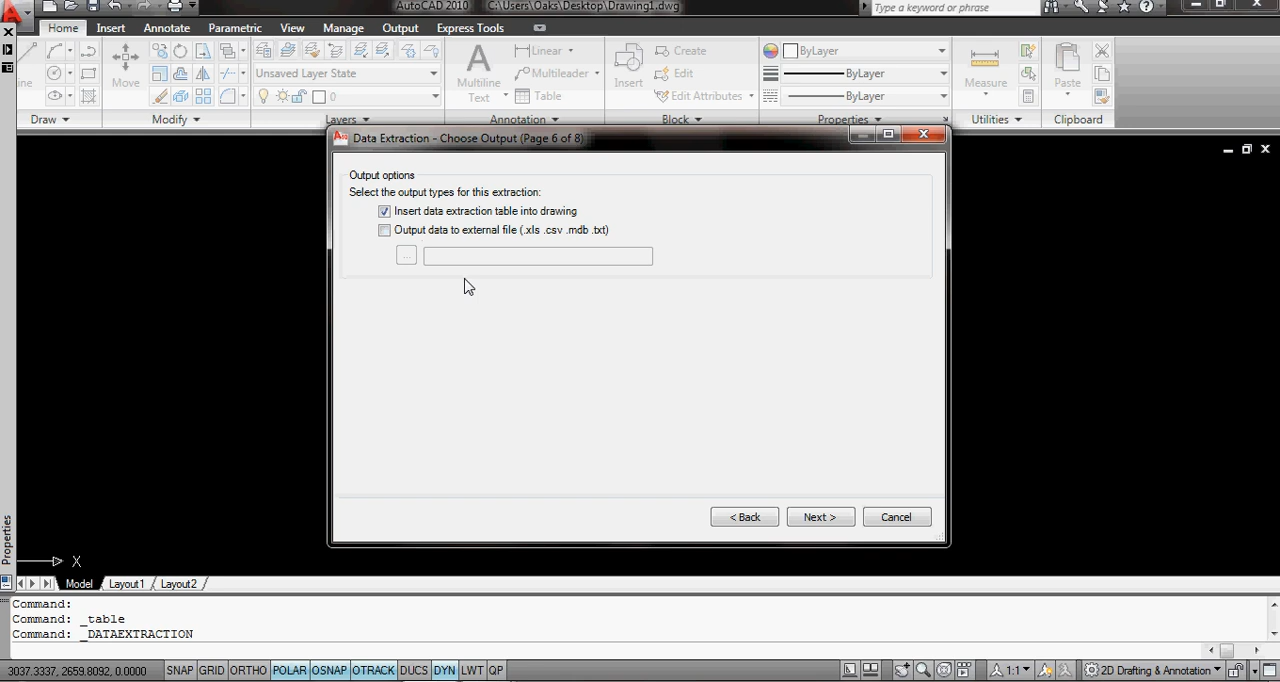 AutoCAD 2010 C:\Users\Oaks\Desktop\Drawing1.dwg
Type a keyword or phrase
Home Insert Annotate Parametric View Manage Output Express Tools
Linear Create ByLayer
Move Unsaved Layer State Multiline Text Multileader Insert Edit ByLayer Measure Paste
0 Table Edit Attributes ByLayer
Draw Modify Layers Annotation Block Properties Utilities Clipboard
Data Extraction - Choose Output (Page 6 of 8)
Output options
Select the output types for this extraction:
Insert data extraction table into drawing
Output data to external file (.xls .csv .mdb .txt)
...
< Back Next > Cancel
Properties
X
Model Layout1 Layout2
Command:
Command: _table
Command: _DATAEXTRACTION
3037.3337, 2659.8092, 0.0000 SNAP GRID ORTHO POLAR OSNAP OTRACK DUCS DYN LWT QP 1:1 2D Drafting & Annotation